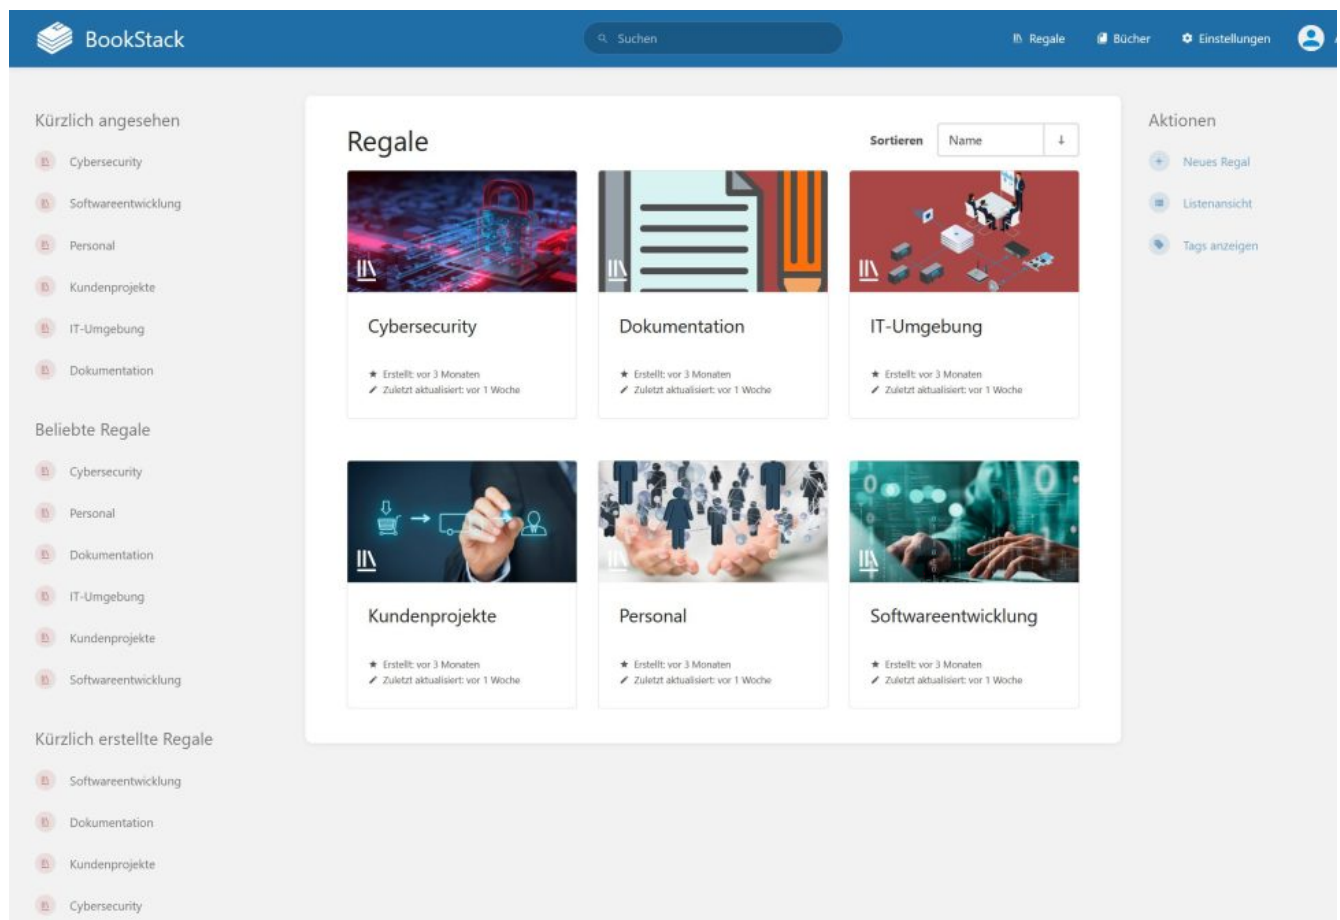 BookStack
Suchen
Regale
Bücher
Einstellungen
Kürzlich angesehen
Cybersecurity
Softwareentwicklung
Personal
Kundenprojekte
IT-Umgebung
Dokumentation
Beliebte Regale
Cybersecurity
Personal
Dokumentation
IT-Umgebung
Kundenprojekte
Softwareentwicklung
Kürzlich erstellte Regale
Softwareentwicklung
Dokumentation
Kundenprojekte
Cybersecurity
Regale
Sortieren Name
Cybersecurity
Erstellt: vor 3 Monaten
Zuletzt aktualisiert: vor 1 Woche
Dokumentation
Erstellt: vor 3 Monaten
Zuletzt aktualisiert: vor 1 Woche
IT-Umgebung
Erstellt: vor 3 Monaten
Zuletzt aktualisiert: vor 1 Woche
Kundenprojekte
Erstellt: vor 3 Monaten
Zuletzt aktualisiert: vor 1 Woche
Personal
Erstellt: vor 3 Monaten
Zuletzt aktualisiert: vor 1 Woche
Softwareentwicklung
Erstellt: vor 3 Monaten
Zuletzt aktualisiert: vor 1 Woche
Aktionen
Neues Regal
Listenansicht
Tags anzeigen